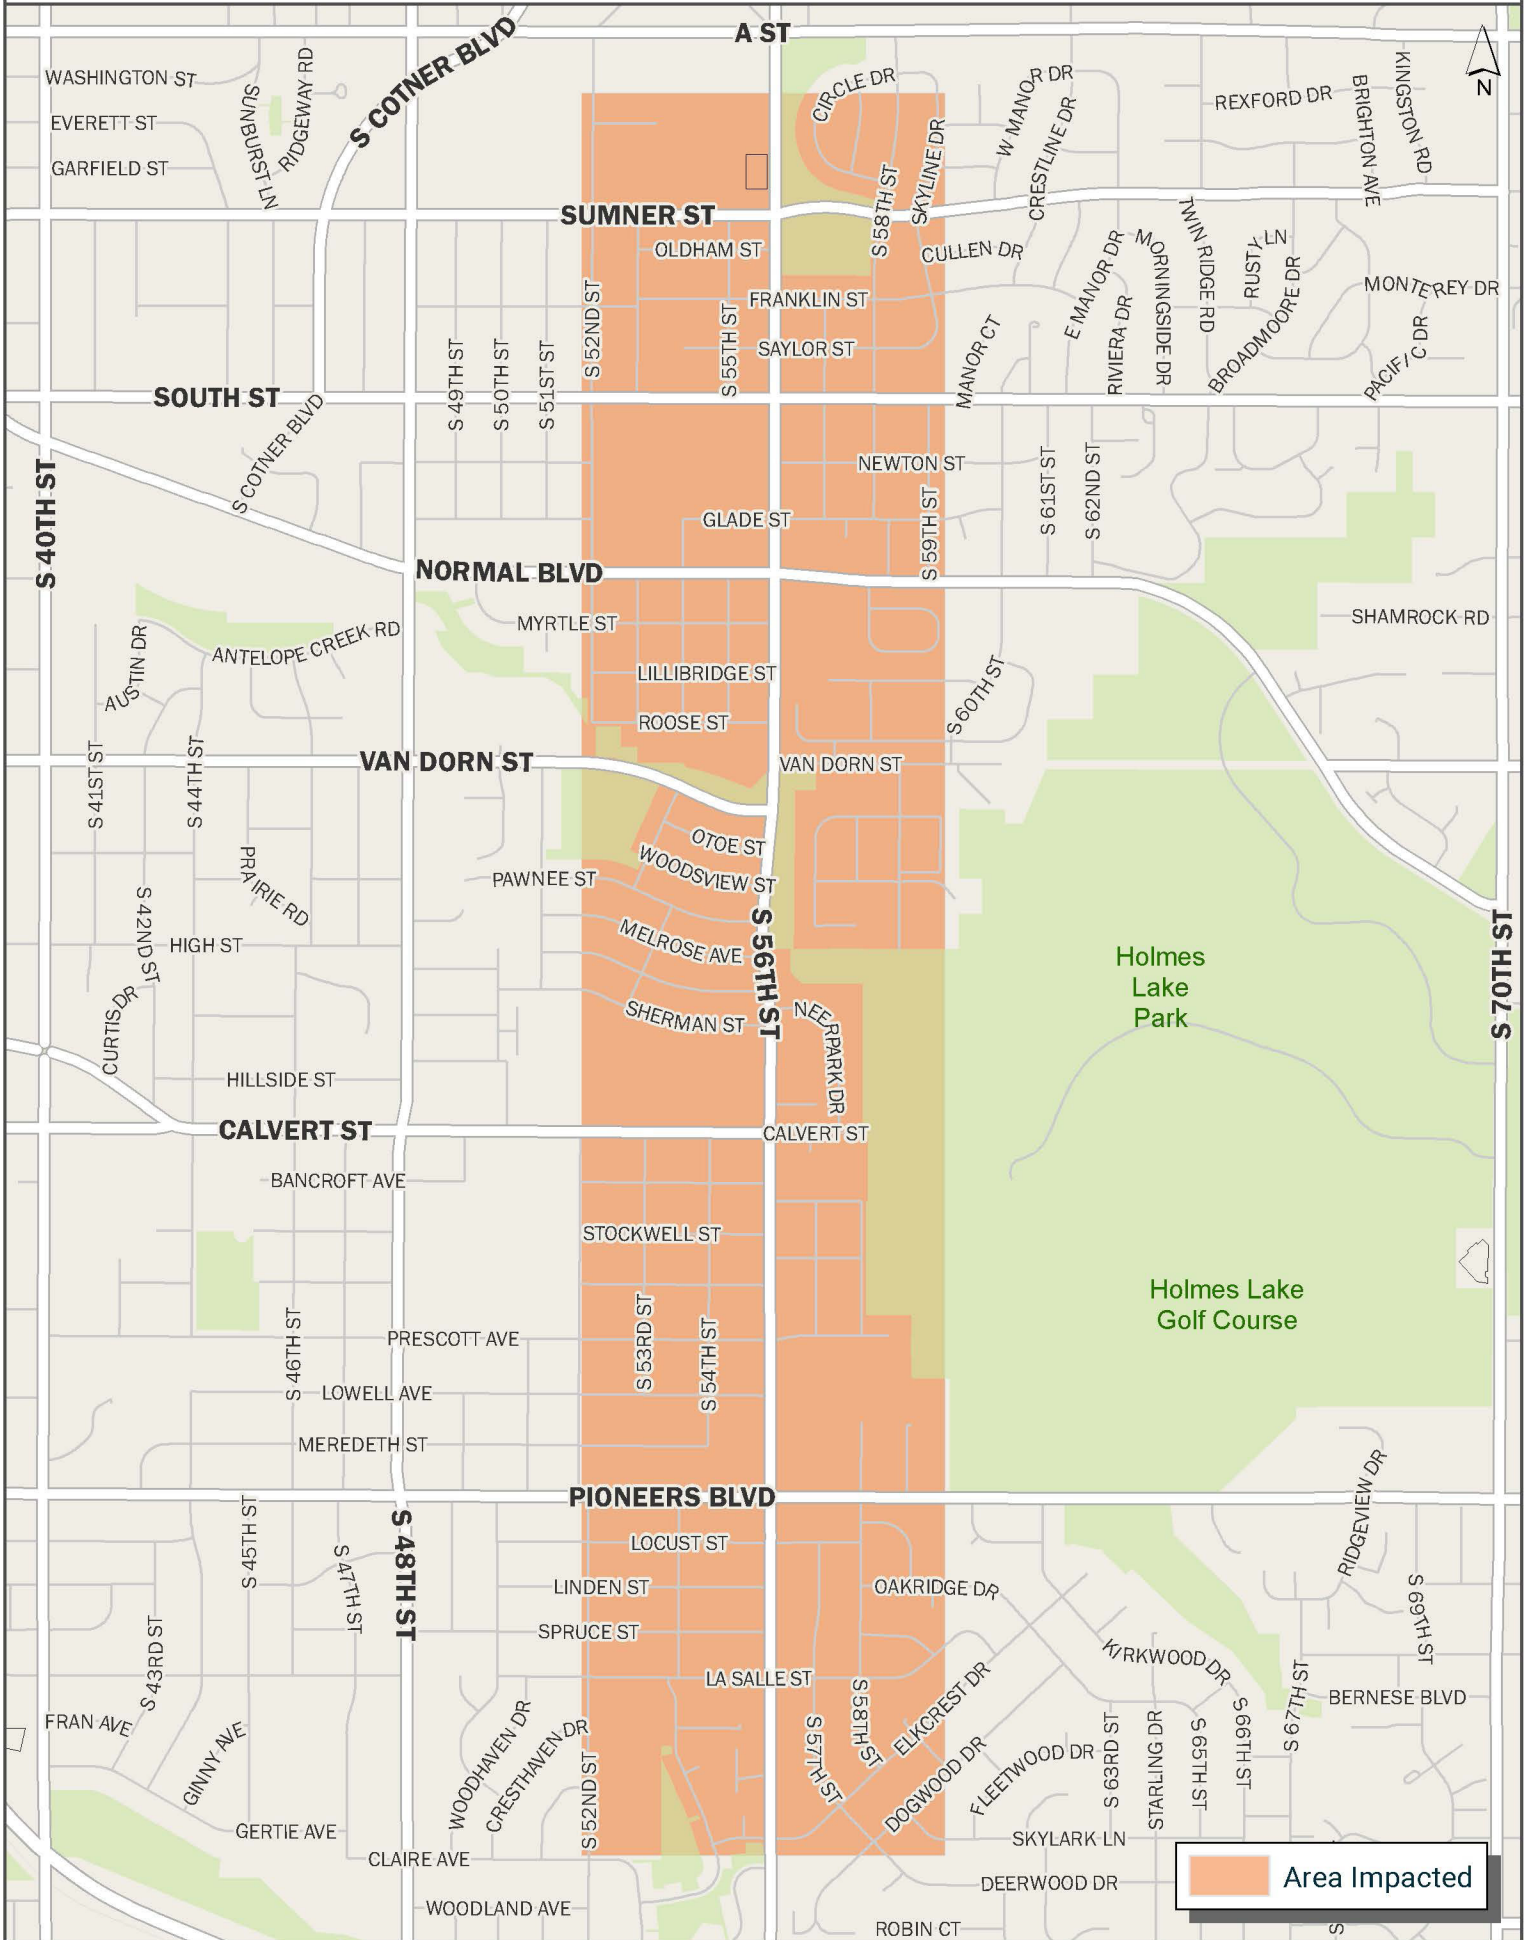 A ST
S COTNER BLVD
WASHINGTON ST
SUNBURST LN
RIDGEWAY RD
EVERETT ST
GARFIELD ST
CIRCLE DR
W MANOR DR
CRESTLINE DR
REXFORD DR
BRIGHTON AVE
KINGSTON RD
N
SKYLINE DR
S 58TH ST
SUMNER ST
OLDHAM ST
CULLEN DR
TWIN RIDGE RD
MORNINGSIDE DR
E MANOR DR
RUSTY LN
BROADMOORE DR
MONTEREY DR
FRANKLIN ST
S 52ND ST
S 55TH ST
SAYLOR ST
RIVIERA DR
MANOR CT
PACIFIC DR
S 49TH ST
S 50TH ST
S 51ST ST
SOUTH ST
S COTNER BLVD
S 40TH ST
NEWTON ST
S 61ST ST
S 62ND ST
GLADE ST
S 59TH ST
NORMAL BLVD
MYRTLE ST
SHAMROCK RD
ANTELOPE CREEK RD
AUSTIN DR
LILLIBRIDGE ST
S 60TH ST
ROOSE ST
VAN DORN ST
VAN DORN ST
S 41ST ST
S 44TH ST
OTOE ST
WOODSVIEW ST
PRAIRIE RD
PAWNEE ST
S 42ND ST
S 56TH ST
MELROSE AVE
HIGH ST
S 70TH ST
Holmes
Lake
Park
CURTIS DR
SHERMAN ST
NEERPARK DR
HILLSIDE ST
CALVERT ST
CALVERT ST
BANCROFT AVE
STOCKWELL ST
Holmes Lake
Golf Course
S 46TH ST
S 53RD ST
S 54TH ST
PRESCOTT AVE
LOWELL AVE
MEREDETH ST
PIONEERS BLVD
RIDGEVIEW DR
S 45TH ST
S 48TH ST
S 47TH ST
LOCUST ST
LINDEN ST
OAKRIDGE DR
S 69TH ST
SPRUCE ST
S 43RD ST
KIRKWOOD DR
LA SALLE ST
S 67TH ST
BERNESE BLVD
FRAN AVE
GINNY AVE
WOODHAVEN DR
CRESTHAVEN DR
S 52ND ST
S 57TH ST
S 58TH ST
ELKCREST DR
DOGWOOD DR
FLEETWOOD DR
S 63RD ST
STARLING DR
S 65TH ST
S 66TH ST
GERTIE AVE
SKYLARK LN
CLAIRE AVE
Area Impacted
DEERWOOD DR
WOODLAND AVE
ROBIN CT
S